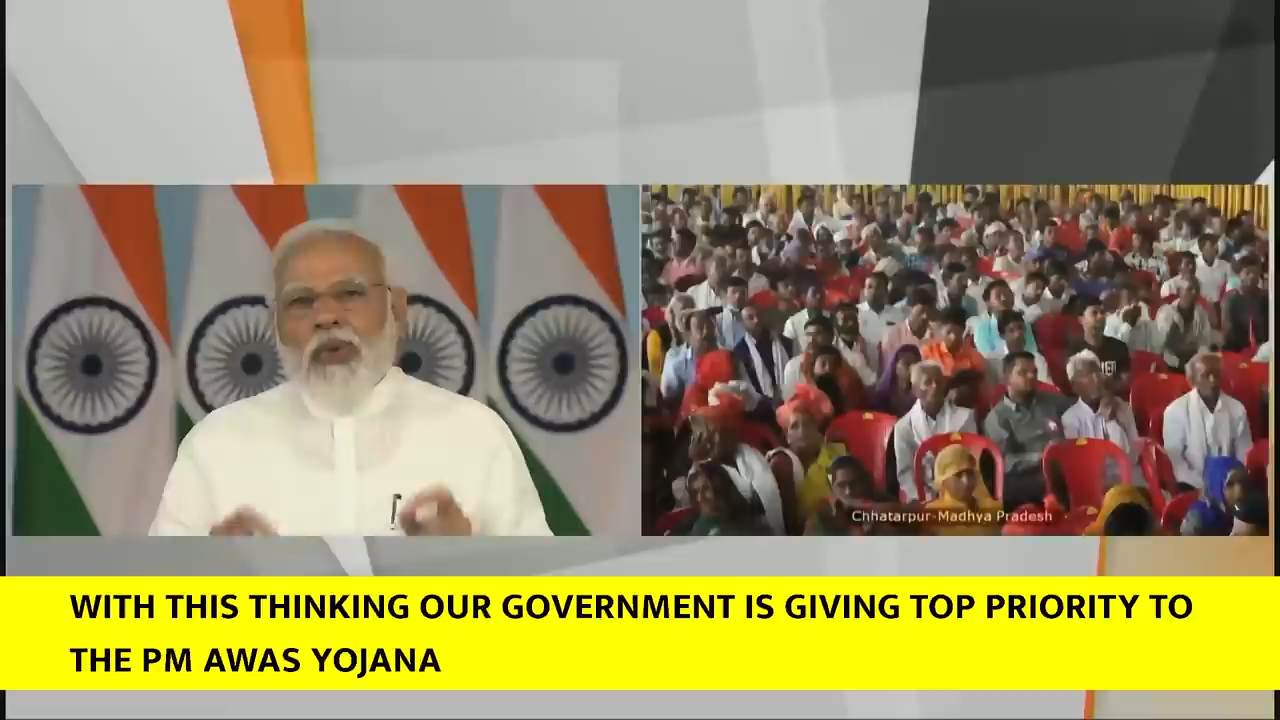 Chhatarpur-Madhya Pradesh
WITH THIS THINKING OUR GOVERNMENT IS GIVING TOP PRIORITY TO
THE PM AWAS YOJANA